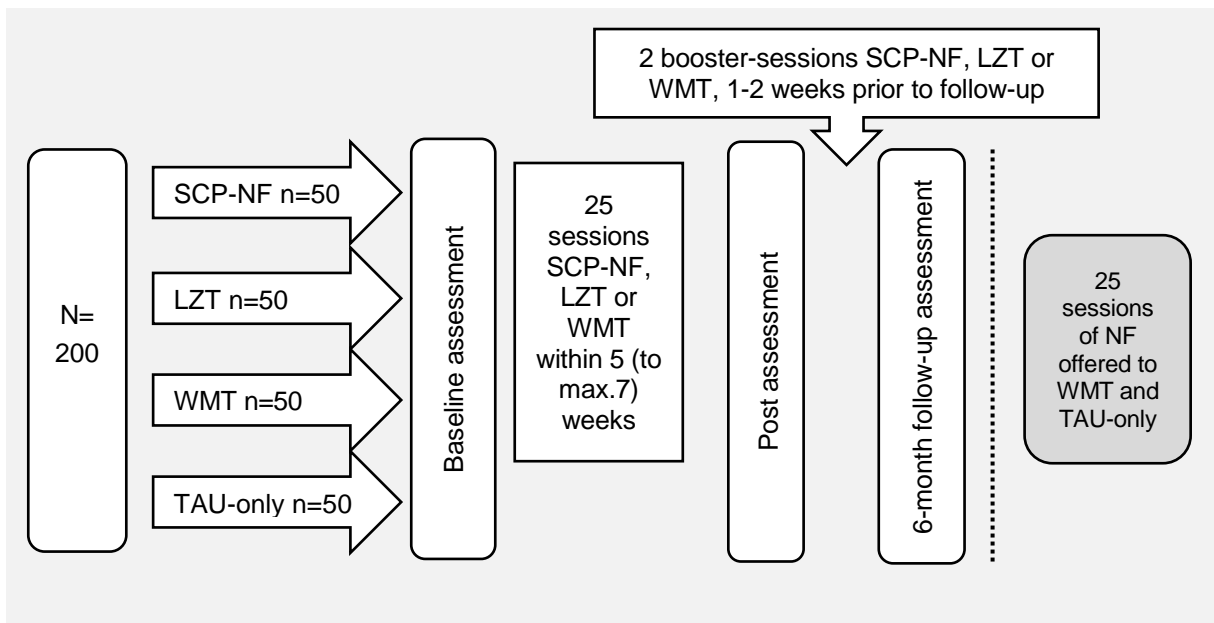 2 booster-sessions SCP-NF, LZT or
WMT, 1-2 weeks prior to follow-up
N=
200
SCP-NF n=50
LZT n=50
WMT n=50
TAU-only n=50
Baseline assessment
25
sessions
SCP-NF,
LZT or
WMT
within 5 (to
max.7)
weeks
Post assessment
6-month follow-up assessment
25
sessions
of NF
offered to
WMT and
TAU-only